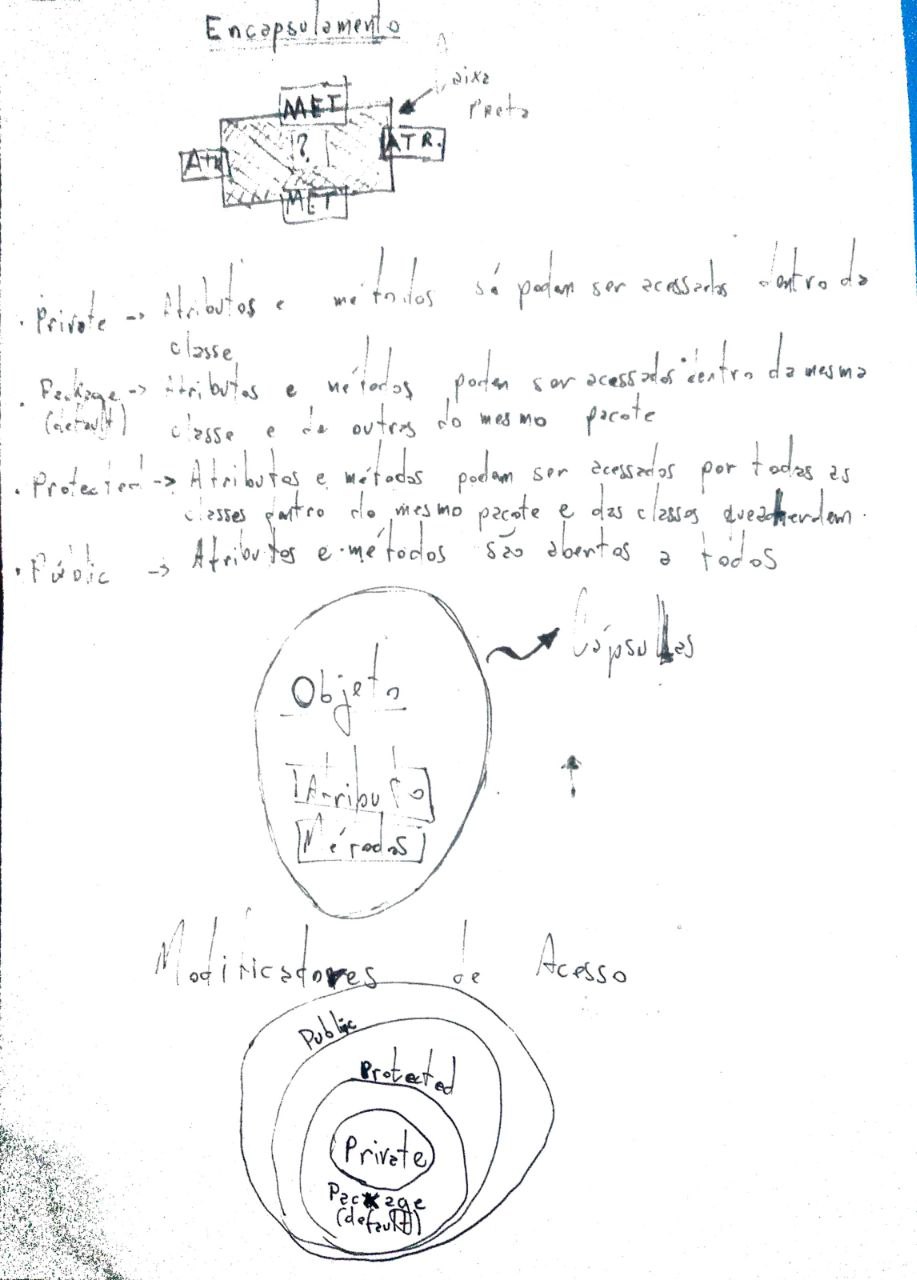 Encapsulamento
MET
aixa
Preta
?
ATR.
Atr
MET
. Private -> Atributos e métodos só podem ser acessados dentro da
classe
. Package -> Atributos e métodos podem ser acessados dentro da mesma
(default) classe e de outras do mesmo pacote
. Protected -> Atributos e métodos podem ser acessados por todas as
classes dentro do mesmo pacote e das classes que a herdem.
. Public -> Atributos e métodos são abertos a todos
Cápsulas
Objeto
Atributo
Métodos
Modificadores de Acesso
Public
Protected
Private
Package
(default)